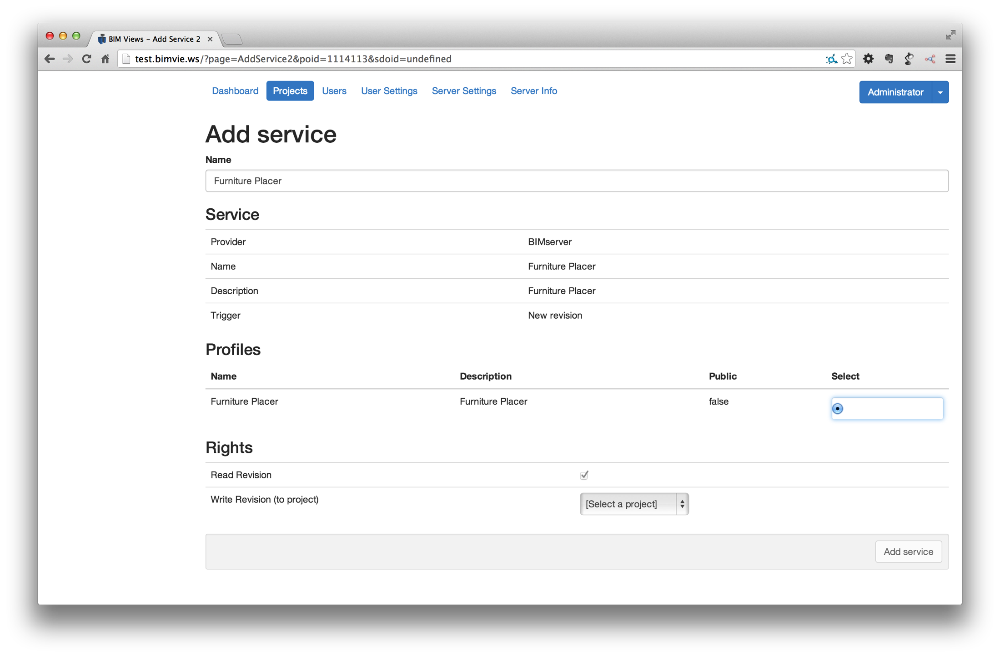 BIM Views – Add Service 2
test.bimvie.ws/?page=AddService2&poid=1114113&sdoid=undefined
Dashboard Projects Users User Settings Server Settings Server Info Administrator
Add service
Name
Furniture Placer
Service
Provider BIMserver
Name Furniture Placer
Description Furniture Placer
Trigger New revision
Profiles
Name Description Public Select
Furniture Placer Furniture Placer false
Rights
Read Revision
Write Revision (to project) [Select a project]
Add service